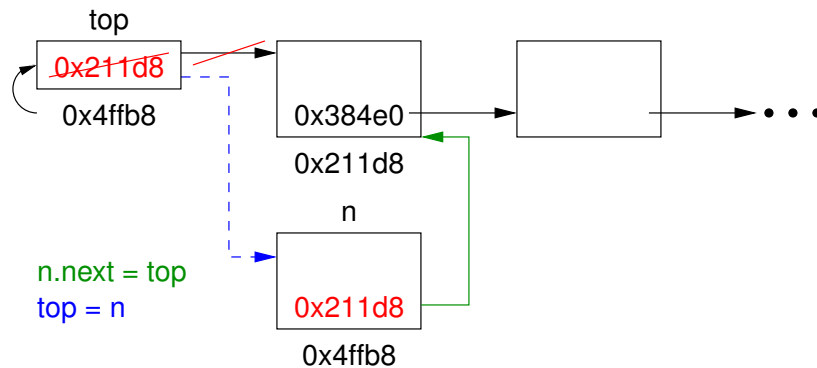 top
0x211d8
0x4ffb8
0x384e0
0x211d8
n
0x211d8
0x4ffb8
n.next = top
top = n